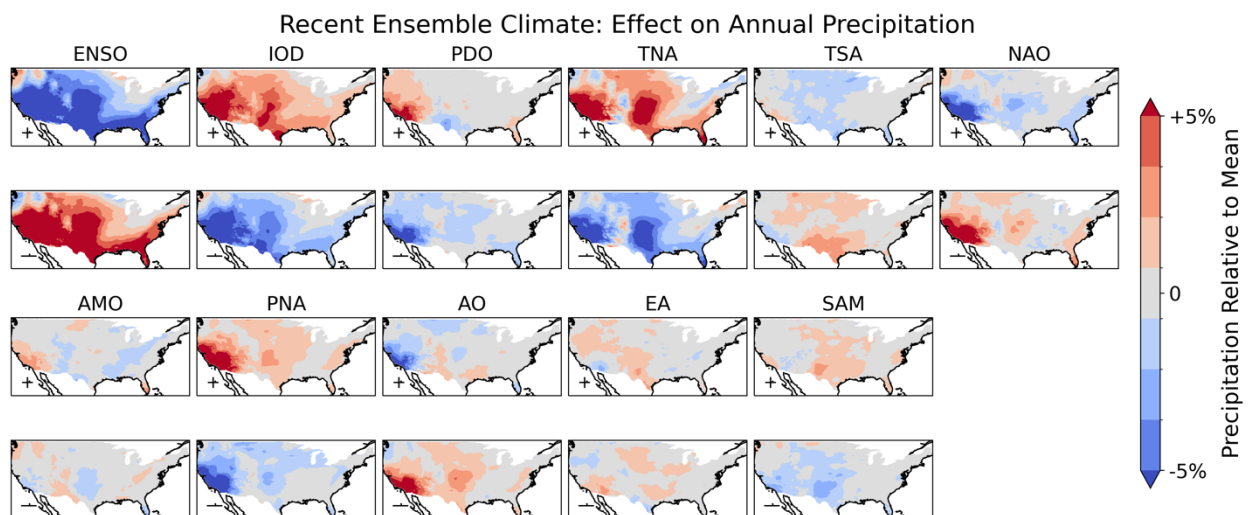 Recent Ensemble Climate: Effect on Annual Precipitation
ENSO IOD PDO TNA TSA NAO
+ + + + + +
− − − − − −
AMO PNA AO EA SAM
+ + + + +
− − − − −
+5%
0
-5%
Precipitation Relative to Mean